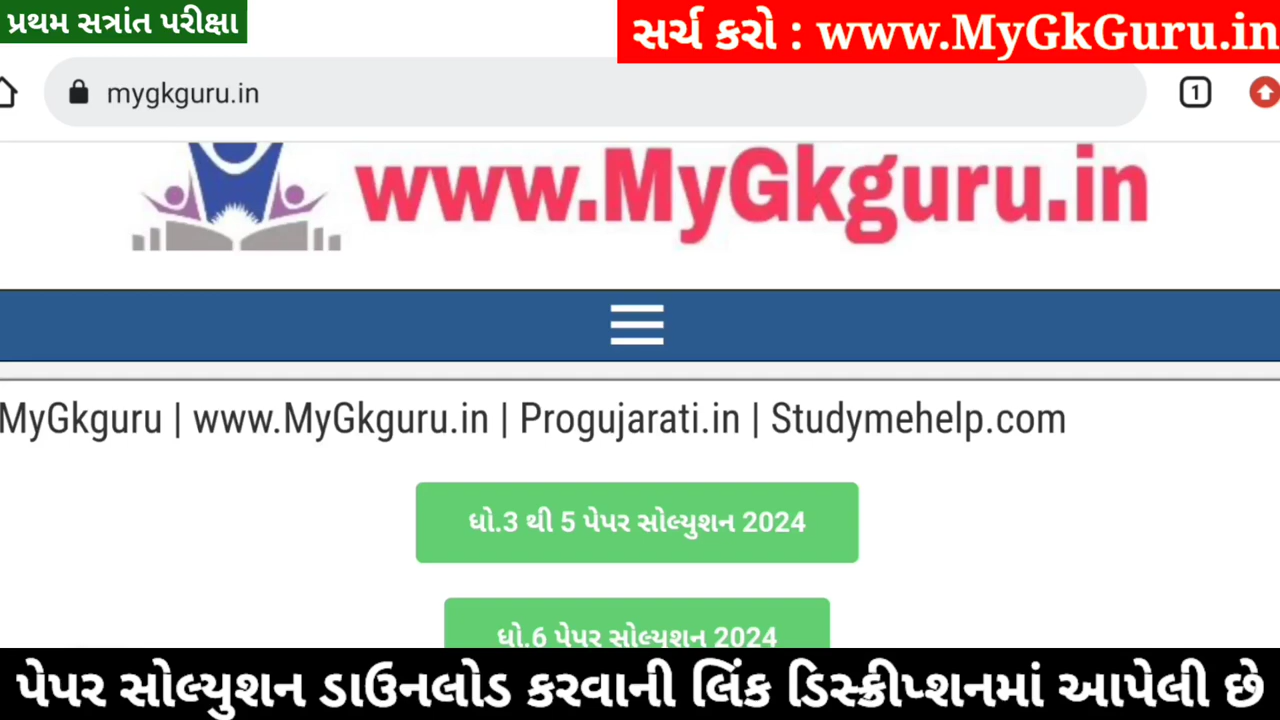 પ્રથમ સત્રાંત પરીક્ષા
સર્ચ કરો : www.MyGkGuru.in
mygkguru.in
1
www.MyGkguru.in
MyGkguru | www.MyGkguru.in | Progujarati.in | Studymehelp.com
ધો.3 થી 5 પેપર સોલ્યુશન 2024
ધો.6 પેપર સોલ્યુશન 2024
પેપર સોલ્યુશન ડાઉનલોડ કરવાની લિંક ડિસ્ક્રીપ્શનમાં આપેલી છે